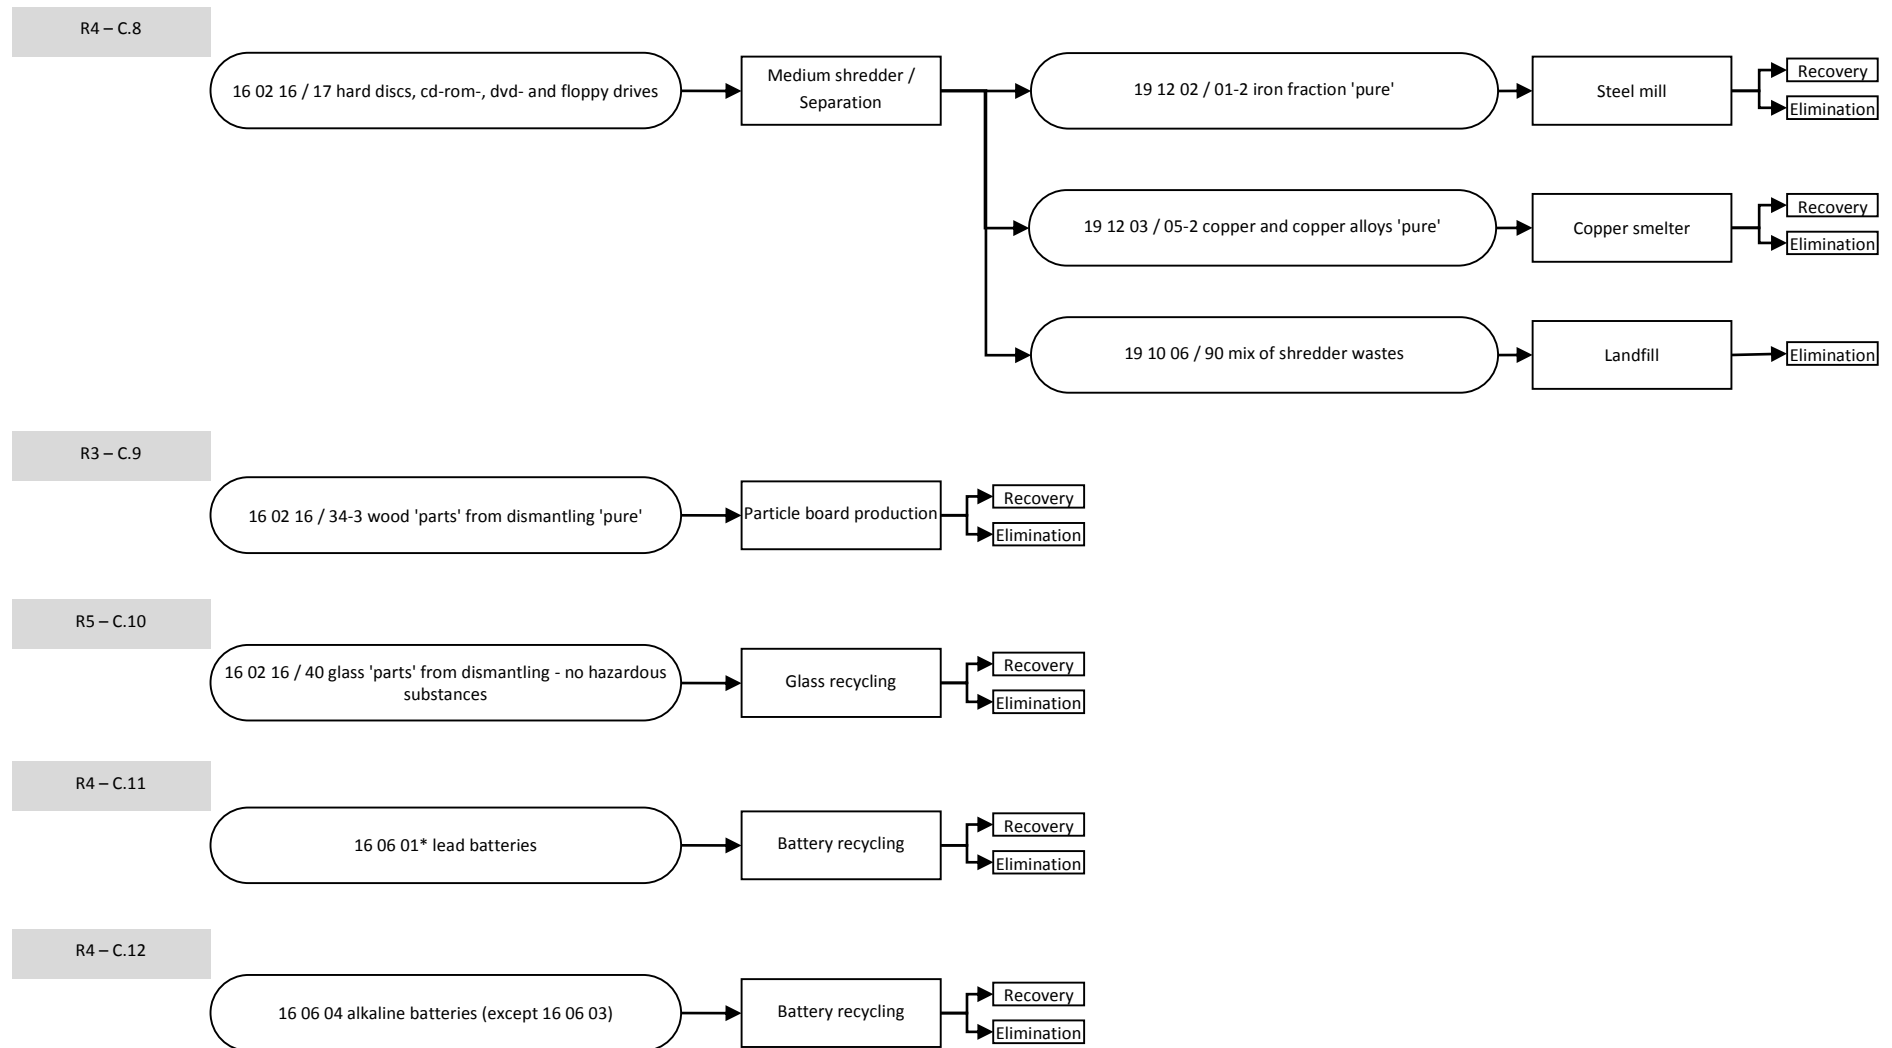 R4 – C.8
16 02 16 / 17 hard discs, cd-rom-, dvd- and floppy drives
Medium shredder /
Separation
19 12 02 / 01-2 iron fraction 'pure'
Steel mill
Recovery
Elimination
19 12 03 / 05-2 copper and copper alloys 'pure'
Copper smelter
Recovery
Elimination
19 10 06 / 90 mix of shredder wastes
Landfill
Elimination
R3 – C.9
16 02 16 / 34-3 wood 'parts' from dismantling 'pure'
Particle board production
Recovery
Elimination
R5 – C.10
16 02 16 / 40 glass 'parts' from dismantling - no hazardous
substances
Glass recycling
Recovery
Elimination
R4 – C.11
16 06 01* lead batteries
Battery recycling
Recovery
Elimination
R4 – C.12
16 06 04 alkaline batteries (except 16 06 03)
Battery recycling
Recovery
Elimination